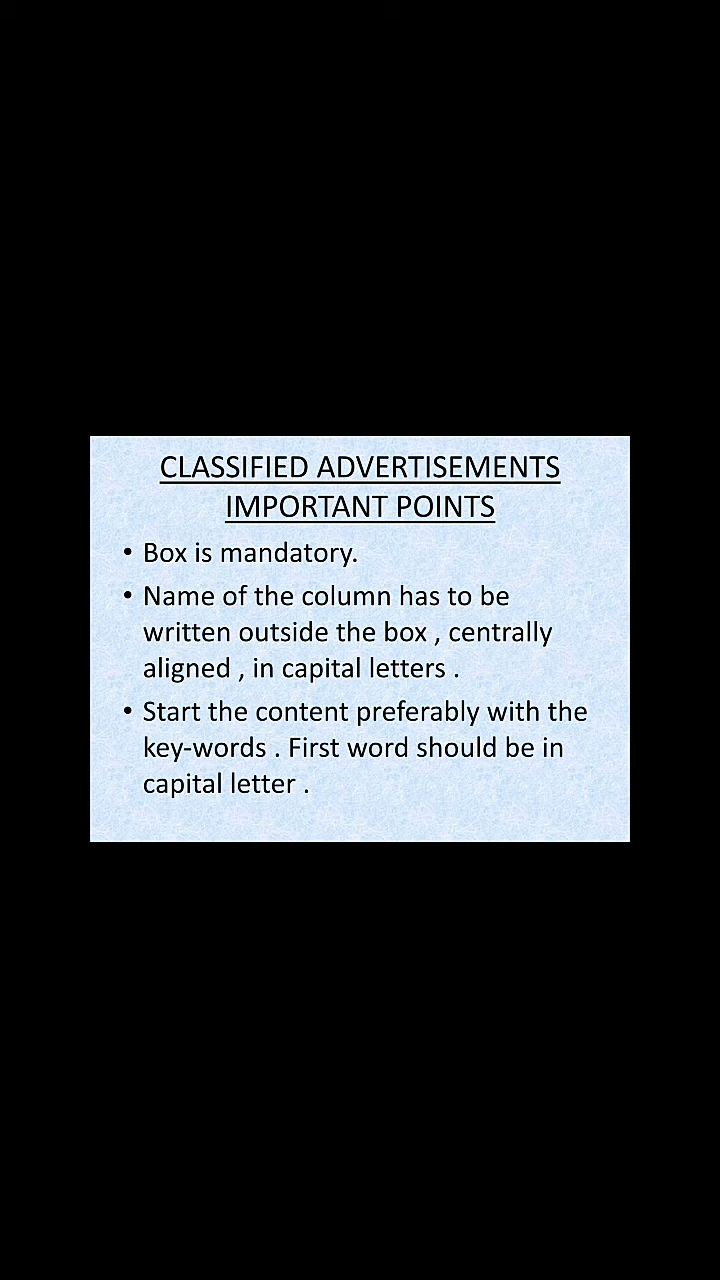 CLASSIFIED ADVERTISEMENTS
IMPORTANT POINTS
• Box is mandatory.
• Name of the column has to be
written outside the box , centrally
aligned , in capital letters .
• Start the content preferably with the
key-words . First word should be in
capital letter .